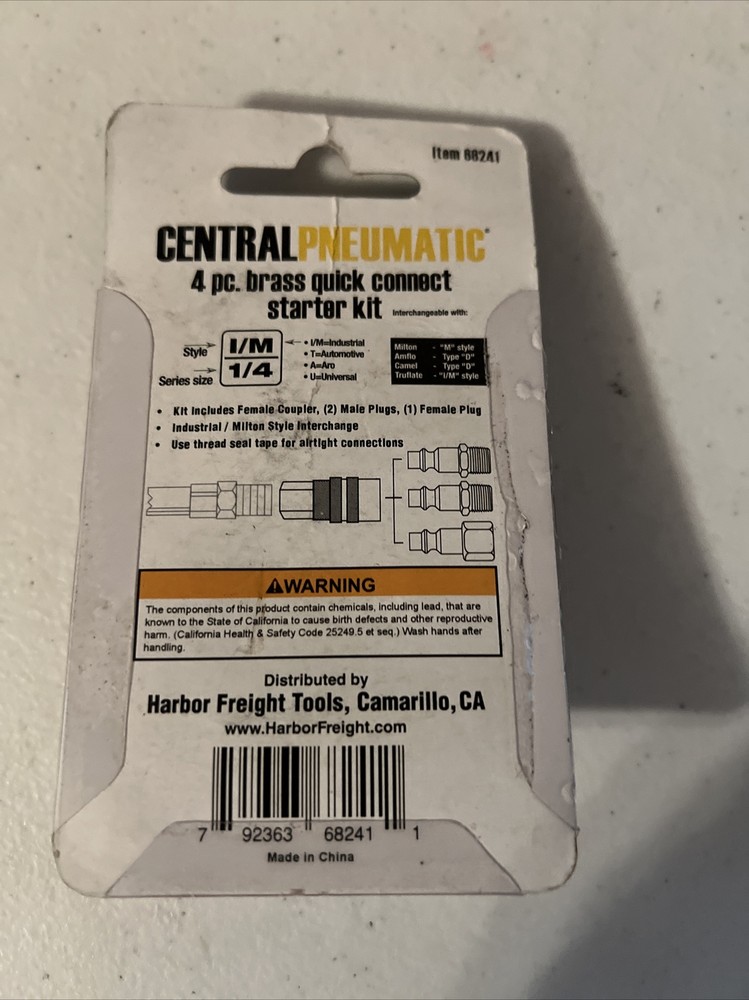 Item 68241
CENTRALPNEUMATIC®
4 pc. brass quick connect
starter kit Interchangeable with:
Style I/M
Series size 1/4
• I/M=Industrial
• T=Automotive
• A=Aro
• U=Universal
Milton - "M" style
Amflo - Type "D"
Camel - Type "D"
Truflate - "I/M" style
• Kit Includes Female Coupler, (2) Male Plugs, (1) Female Plug
• Industrial / Milton Style Interchange
• Use thread seal tape for airtight connections
⚠WARNING
The components of this product contain chemicals, including lead, that are
known to the State of California to cause birth defects and other reproductive
harm. (California Health & Safety Code 25249.5 et seq.) Wash hands after
handling.
Distributed by
Harbor Freight Tools, Camarillo, CA
www.HarborFreight.com
7 92363 68241 1
Made in China